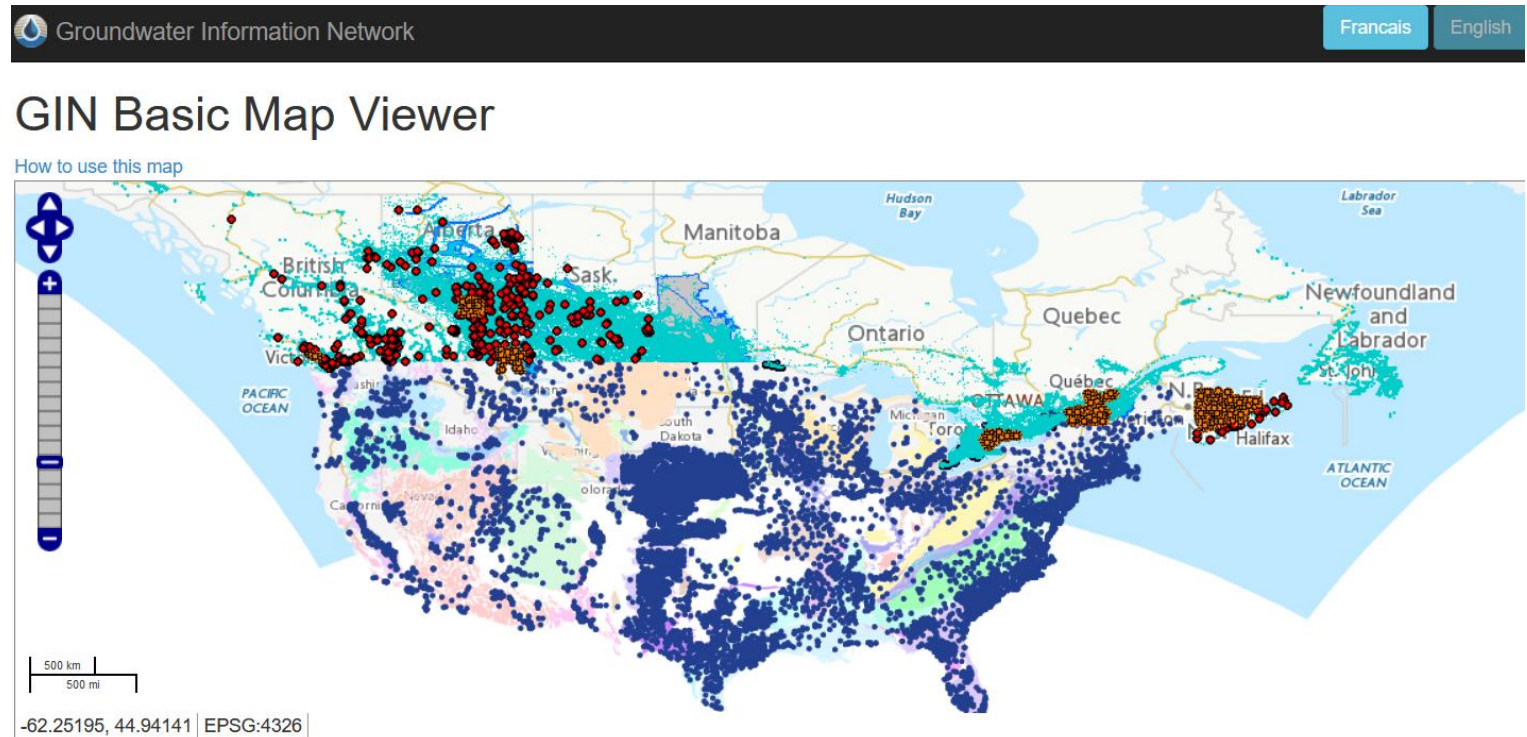 Groundwater Information Network
Francais
English
GIN Basic Map Viewer
How to use this map
Hudson
Bay
Labrador
Sea
Alberta
Manitoba
British
Columbia
Sask.
Newfoundland
and
Labrador
Ontario
Quebec
Québec
OTTAWA
N.B.
St. John
Halifax
PACIFIC
OCEAN
Idaho
South
Dakota
ATLANTIC
OCEAN
500 km
500 mi
-62.25195, 44.94141
EPSG:4326